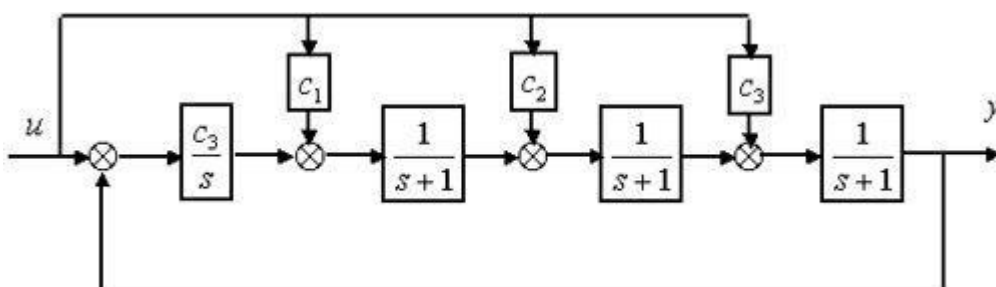 u
c₃/s
c₁
1/(s+1)
c₂
1/(s+1)
c₃
1/(s+1)
y